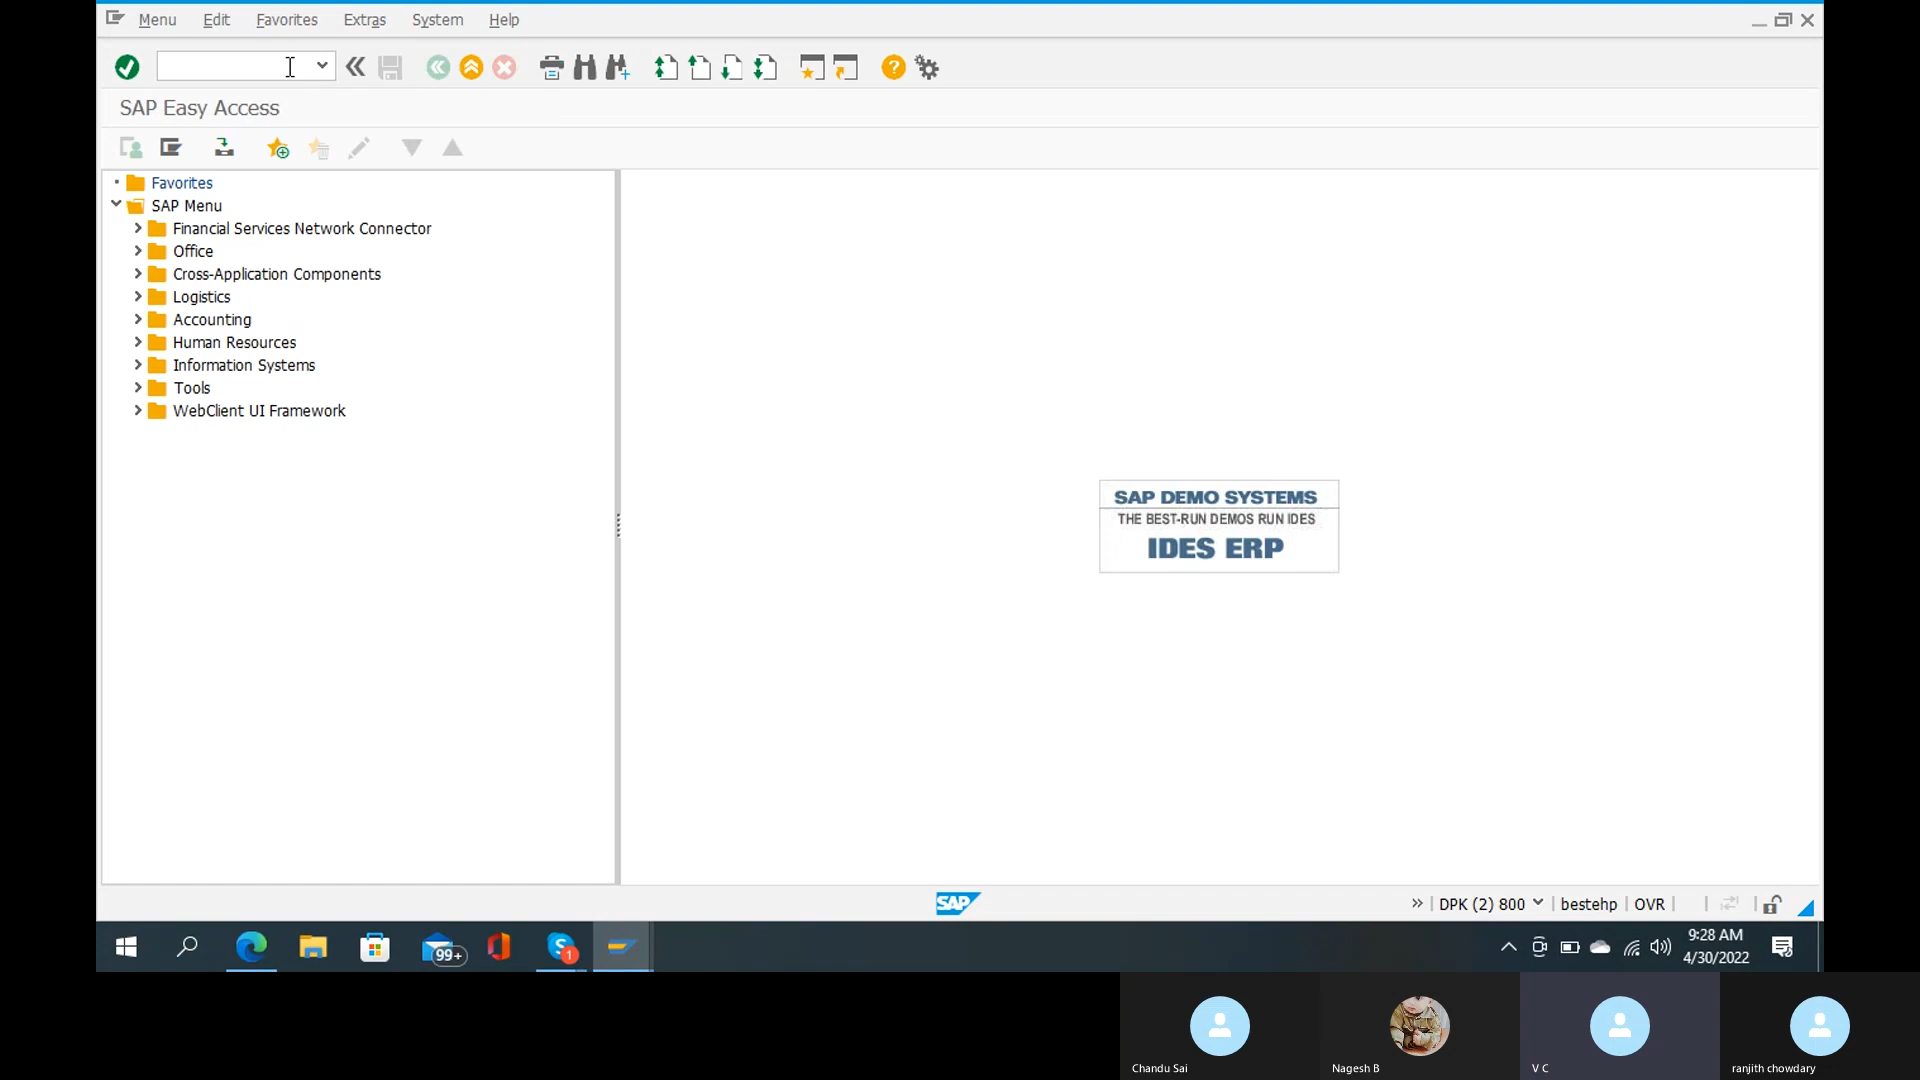 Menu Edit Favorites Extras System Help
SAP Easy Access
Favorites
SAP Menu
Financial Services Network Connector
Office
Cross-Application Components
Logistics
Accounting
Human Resources
Information Systems
Tools
WebClient UI Framework
SAP DEMO SYSTEMS
THE BEST-RUN DEMOS RUN IDES
IDES ERP
SAP
DPK (2) 800
bestehp
OVR
99+
S
1
9:28 AM
4/30/2022
Chandu Sai
Nagesh B
V C
ranjith chowdary